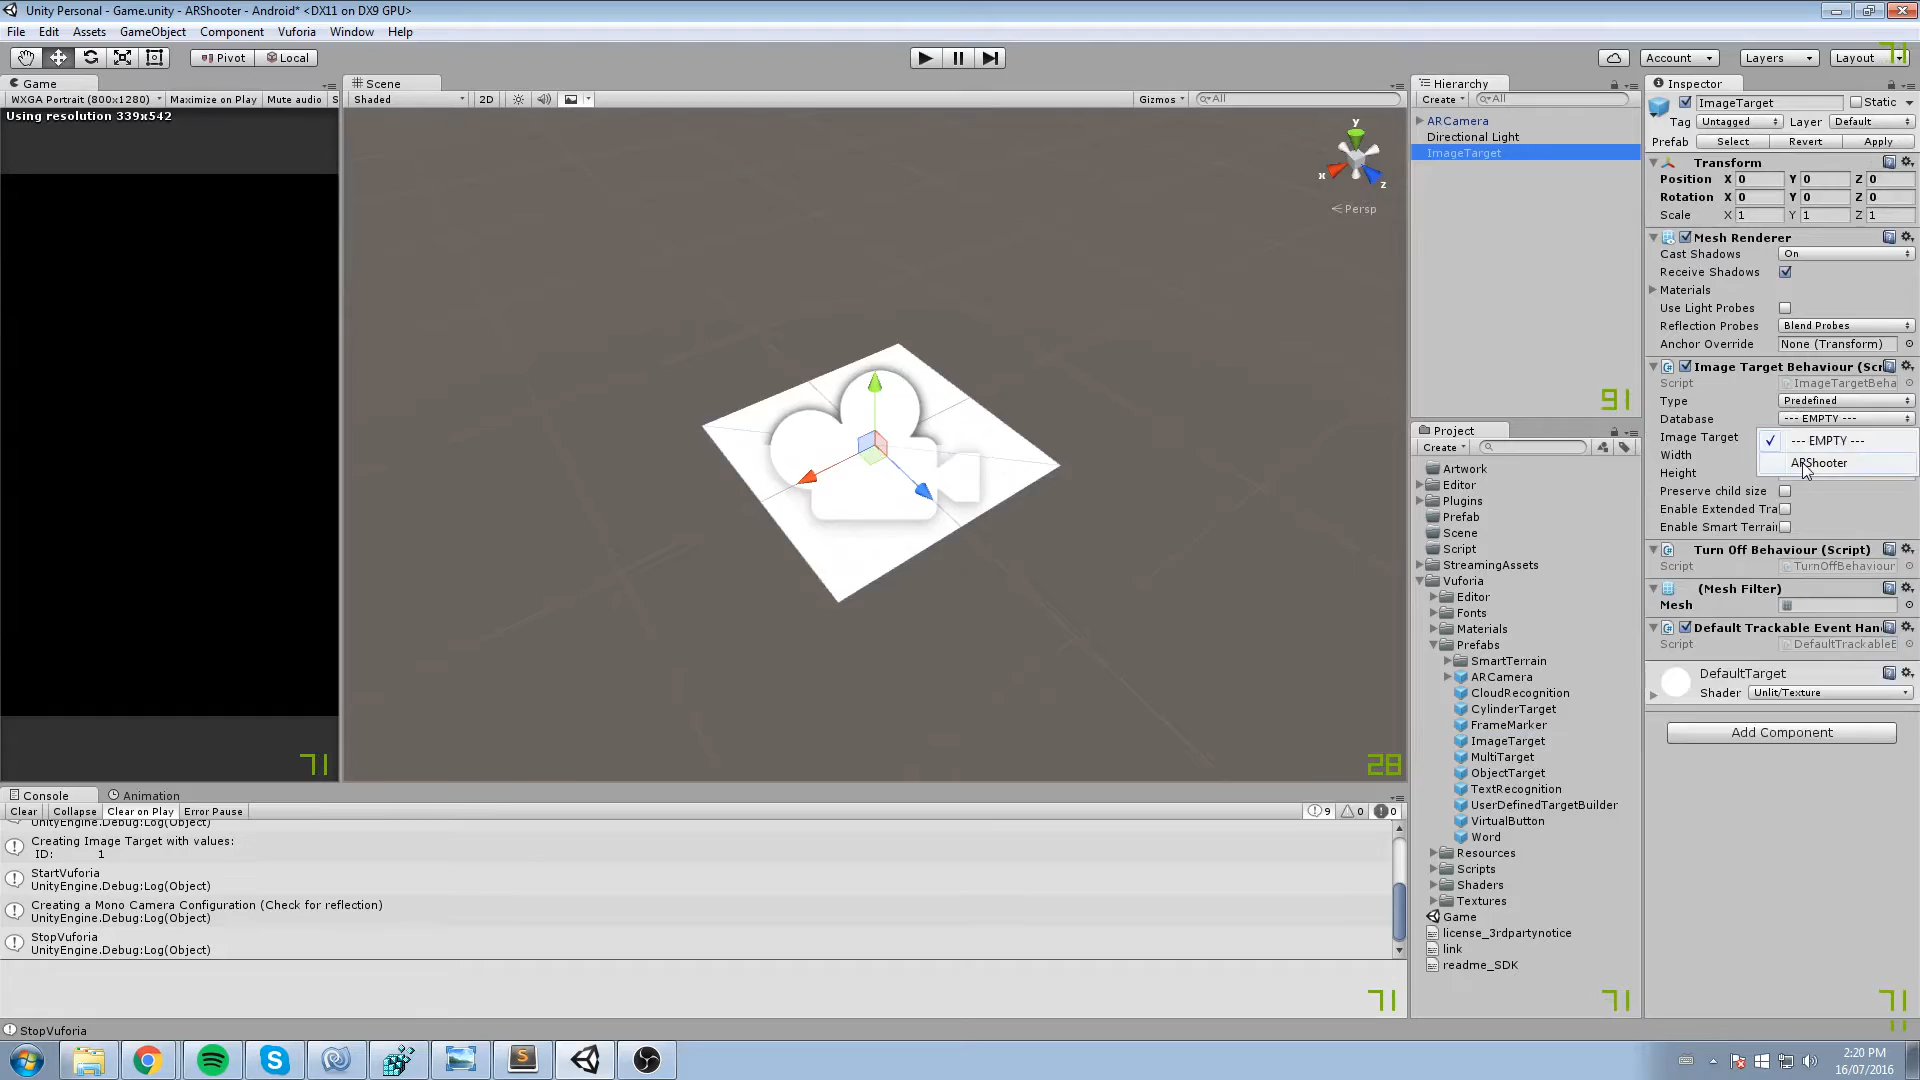 Unity Personal - Game.unity - ARShooter - Android* <DX11 on DX9 GPU>
File Edit Assets GameObject Component Vuforia Window Help
Pivot Local Account Layers Layout
Game
WXGA Portrait (800x1280) Maximize on Play Mute audio S
Using resolution 339x542
Scene
Shaded 2D Gizmos All
y
x
z
Persp
Hierarchy
Create All
ARCamera
Directional Light
ImageTarget
Project
Create
Artwork
Editor
Plugins
Prefab
Scene
Script
StreamingAssets
Vuforia
Editor
Fonts
Materials
Prefabs
SmartTerrain
ARCamera
CloudRecognition
CylinderTarget
FrameMarker
ImageTarget
MultiTarget
ObjectTarget
TextRecognition
UserDefinedTargetBuilder
VirtualButton
Word
Resources
Scripts
Shaders
Textures
Game
license_3rdpartynotice
link
readme_SDK
Inspector
ImageTarget Static
Tag Untagged Layer Default
Prefab Select Revert Apply
Transform
Position X 0 Y 0 Z 0
Rotation X 0 Y 0 Z 0
Scale X 1 Y 1 Z 1
Mesh Renderer
Cast Shadows On
Receive Shadows
Materials
Use Light Probes
Reflection Probes Blend Probes
Anchor Override None (Transform)
Image Target Behaviour (Scr
Script ImageTargetBeha
Type Predefined
Database --- EMPTY ---
Image Target --- EMPTY ---
Width ARShooter
Height
Preserve child size
Enable Extended Tra
Enable Smart Terrain
Turn Off Behaviour (Script)
Script TurnOffBehaviour
(Mesh Filter)
Mesh
Default Trackable Event Han
Script DefaultTrackableE
DefaultTarget
Shader Unlit/Texture
Add Component
Console Animation
Clear Collapse Clear on Play Error Pause 9 0 0
UnityEngine.Debug:Log(Object)
Creating Image Target with values:
ID: 1
StartVuforia
UnityEngine.Debug:Log(Object)
Creating a Mono Camera Configuration (Check for reflection)
UnityEngine.Debug:Log(Object)
StopVuforia
UnityEngine.Debug:Log(Object)
StopVuforia
71
91
71
28
71
71
71
2:20 PM
16/07/2016